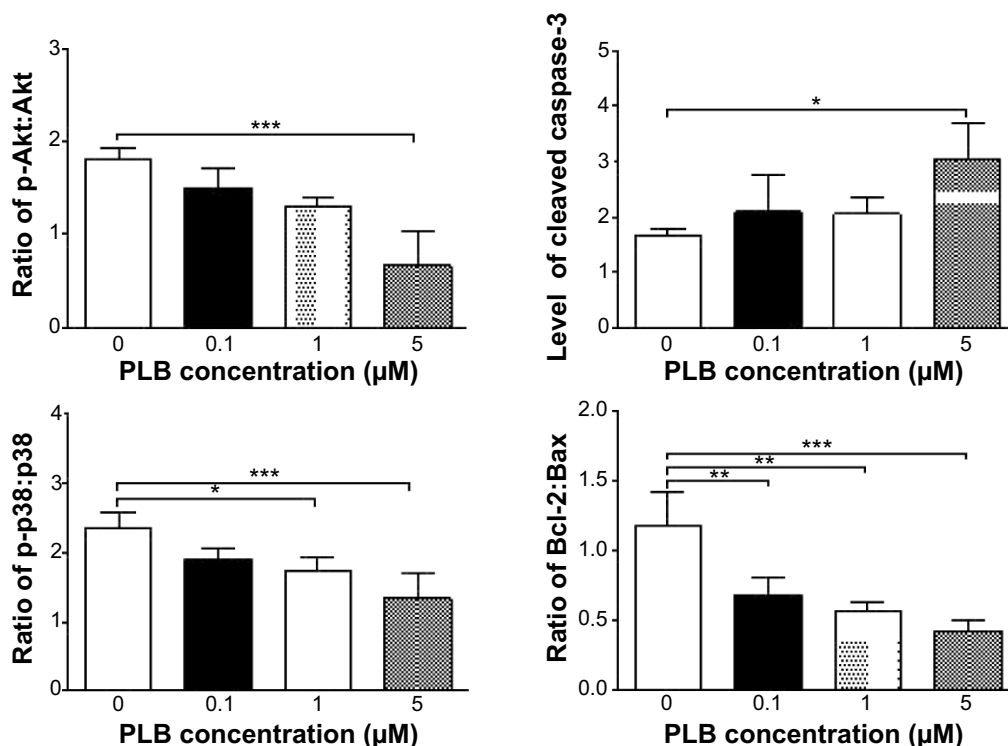 Ratio of p-Akt:Akt
3
2
1
0
***
0 0.1 1 5
PLB concentration (µM)
Level of cleaved caspase-3
5
4
3
2
1
0
*
0 0.1 1 5
PLB concentration (µM)
Ratio of p-p38:p38
4
3
2
1
0
***
*
0 0.1 1 5
PLB concentration (µM)
Ratio of Bcl-2:Bax
2.0
1.5
1.0
0.5
0.0
***
**
**
0 0.1 1 5
PLB concentration (µM)